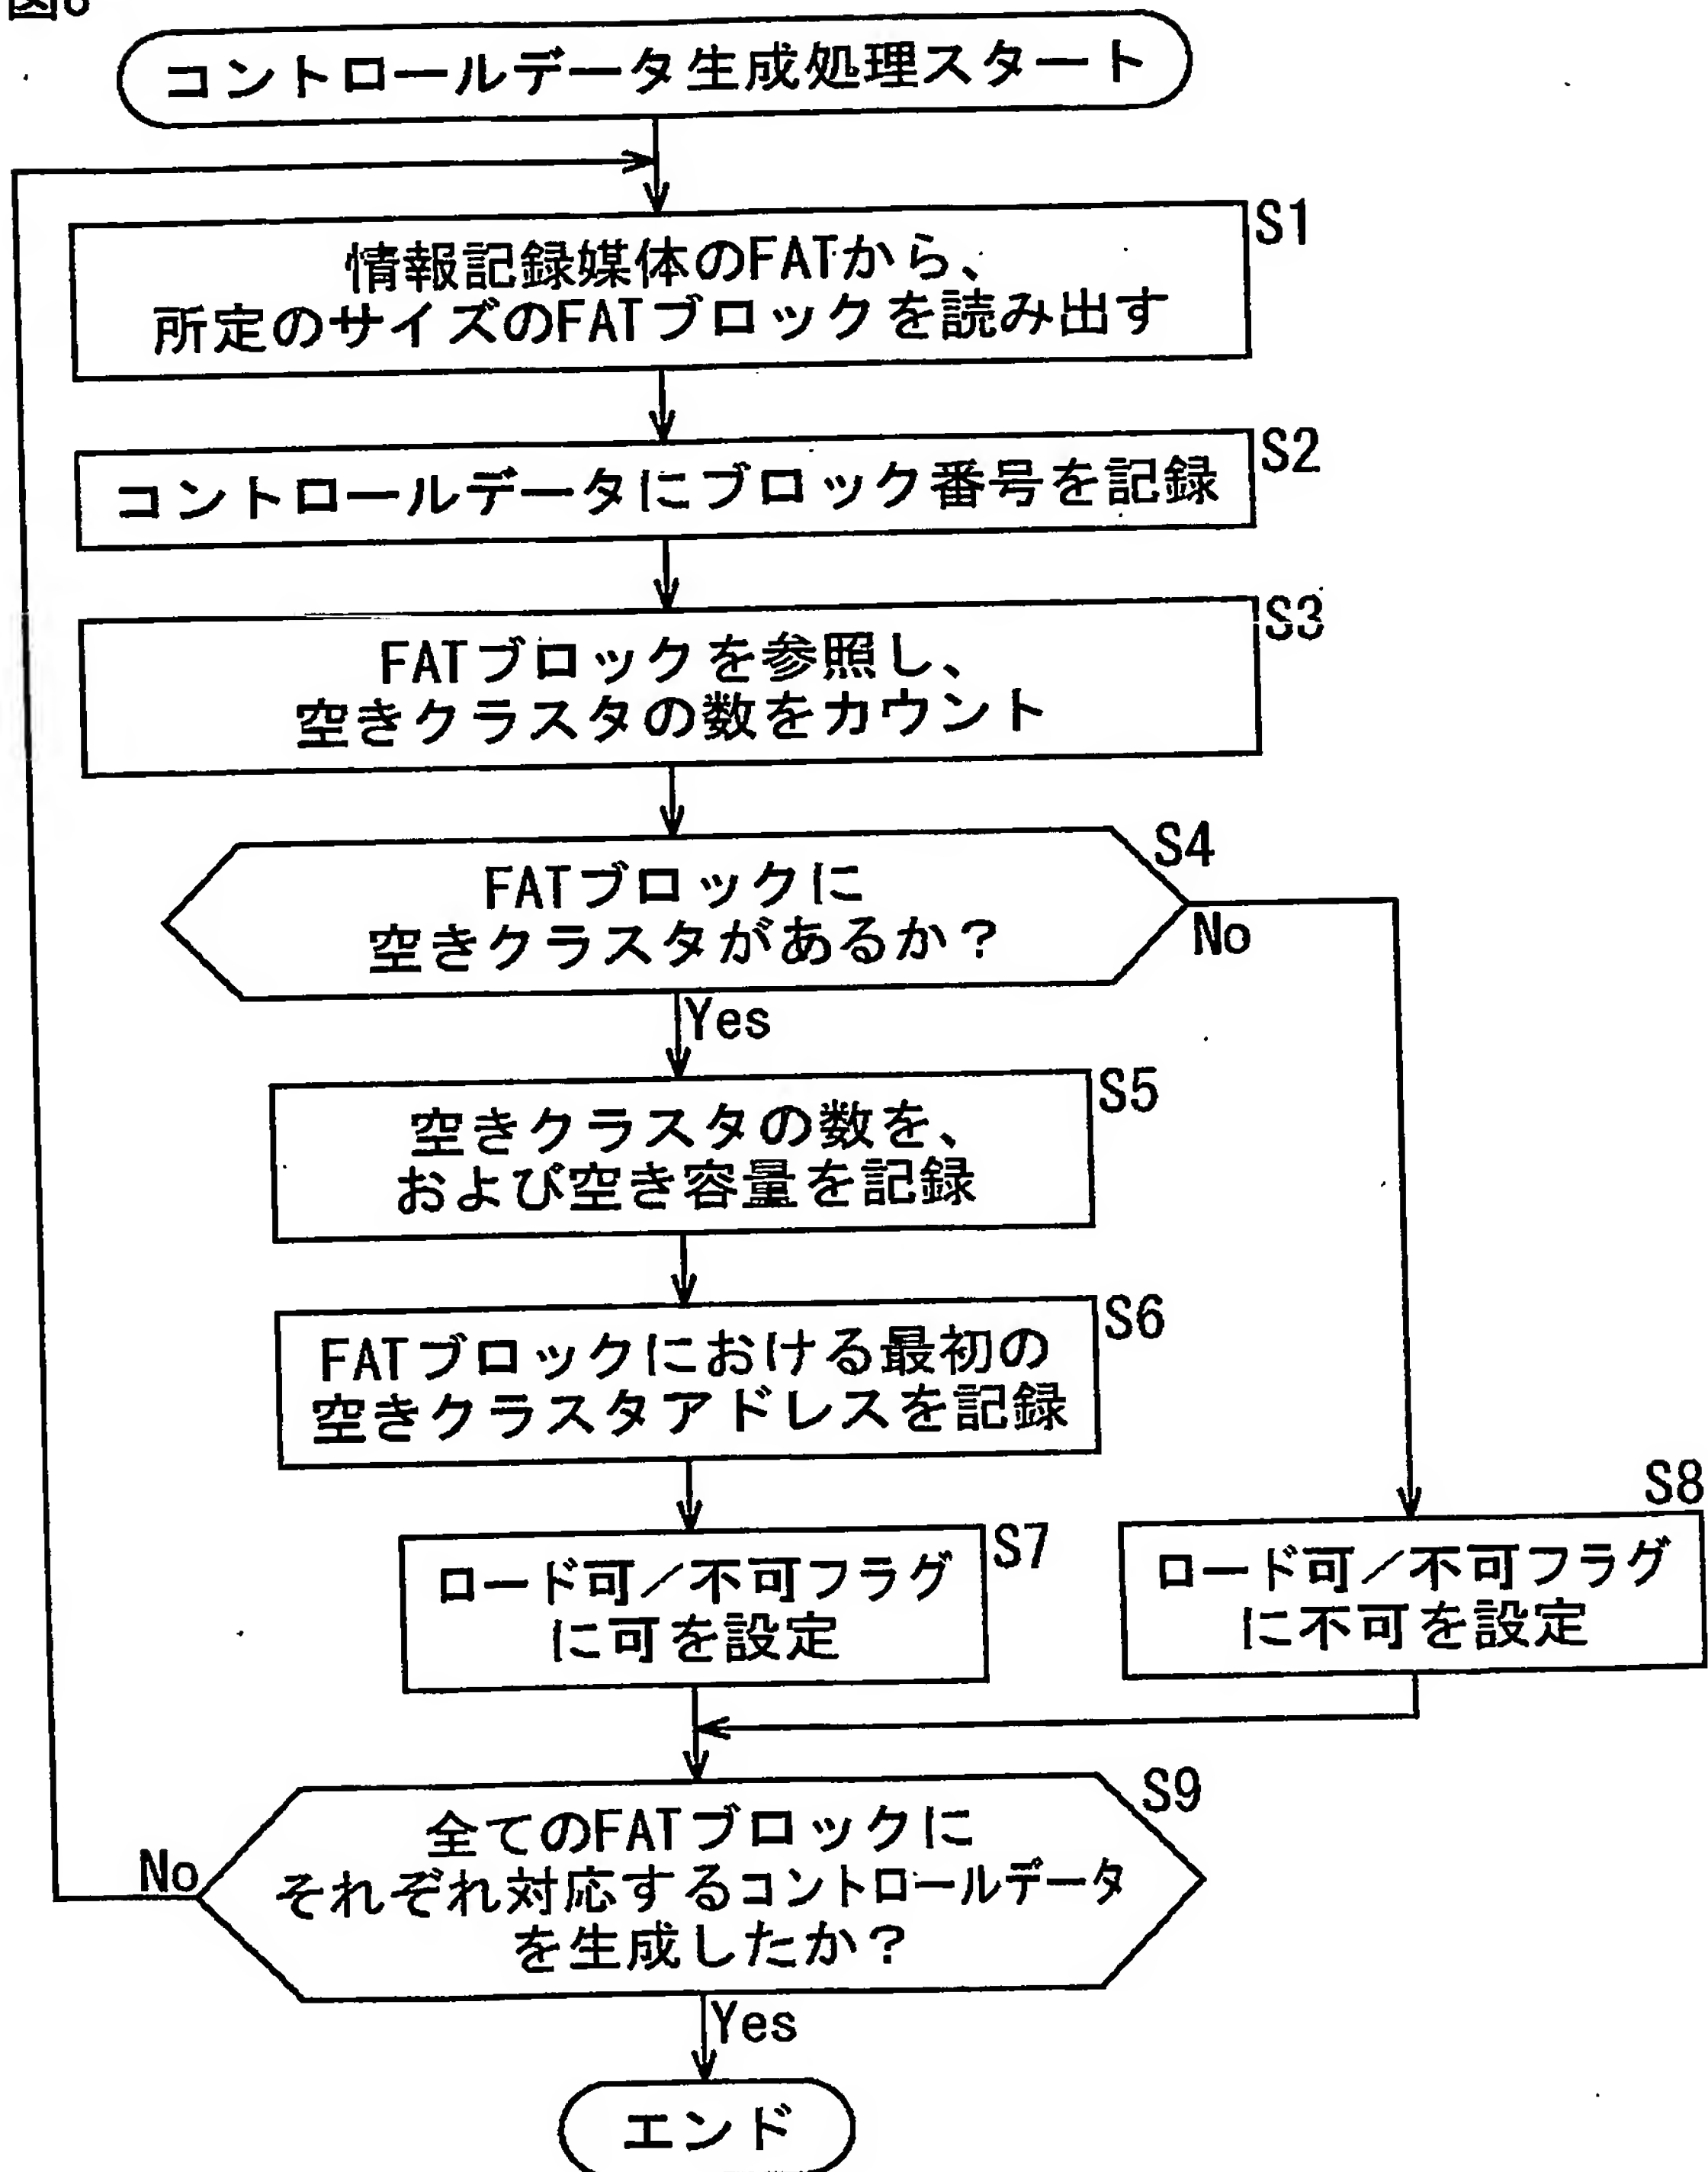 コントロールデータ生成処理スタート
S1
情報記録媒体のFATから、
所定のサイズのFATブロックを読み出す
S2
コントロールデータにブロック番号を記録
S3
FATブロックを参照し、
空きクラスタの数をカウント
S4
FATブロックに
空きクラスタがあるか？
No
Yes
S5
空きクラスタの数を、
および空き容量を記録
S6
FATブロックにおける最初の
空きクラスタアドレスを記録
S7
ロード可／不可フラグ
に可を設定
S8
ロード可／不可フラグ
に不可を設定
S9
全てのFATブロックに
それぞれ対応するコントロールデータ
を生成したか？
No
Yes
エンド